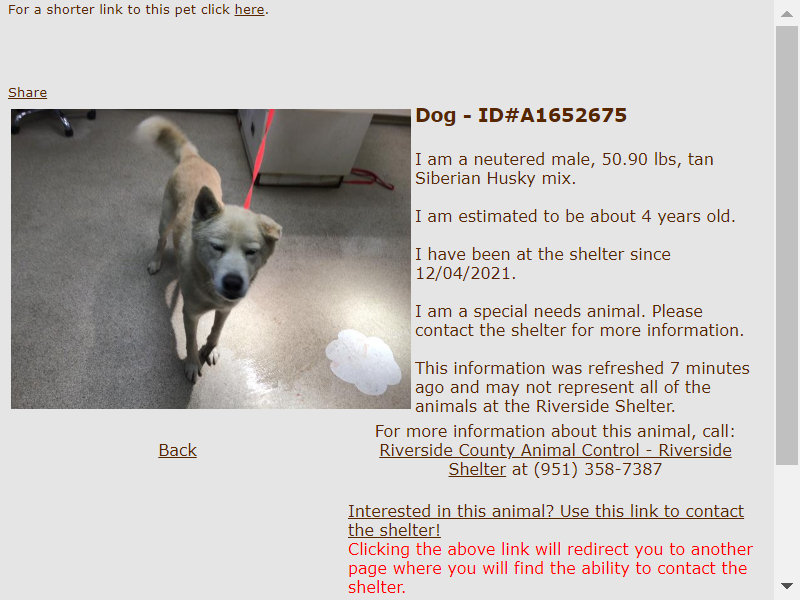 For a shorter link to this pet click here.
Share
Dog - ID#A1652675
I am a neutered male, 50.90 lbs, tan
Siberian Husky mix.
I am estimated to be about 4 years old.
I have been at the shelter since
12/04/2021.
I am a special needs animal. Please
contact the shelter for more information.
This information was refreshed 7 minutes
ago and may not represent all of the
animals at the Riverside Shelter.
For more information about this animal, call:
Riverside County Animal Control - Riverside
Shelter at (951) 358-7387
Back
Interested in this animal? Use this link to contact
the shelter!
Clicking the above link will redirect you to another
page where you will find the ability to contact the
shelter.